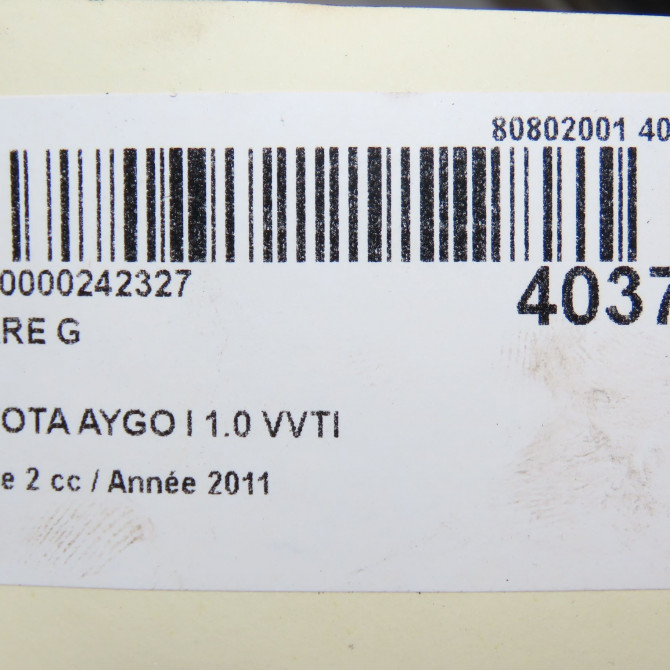 80802001 40
0000242327
4037
RE G
OTA AYGO I 1.0 VVTI
e 2 cc / Année 2011